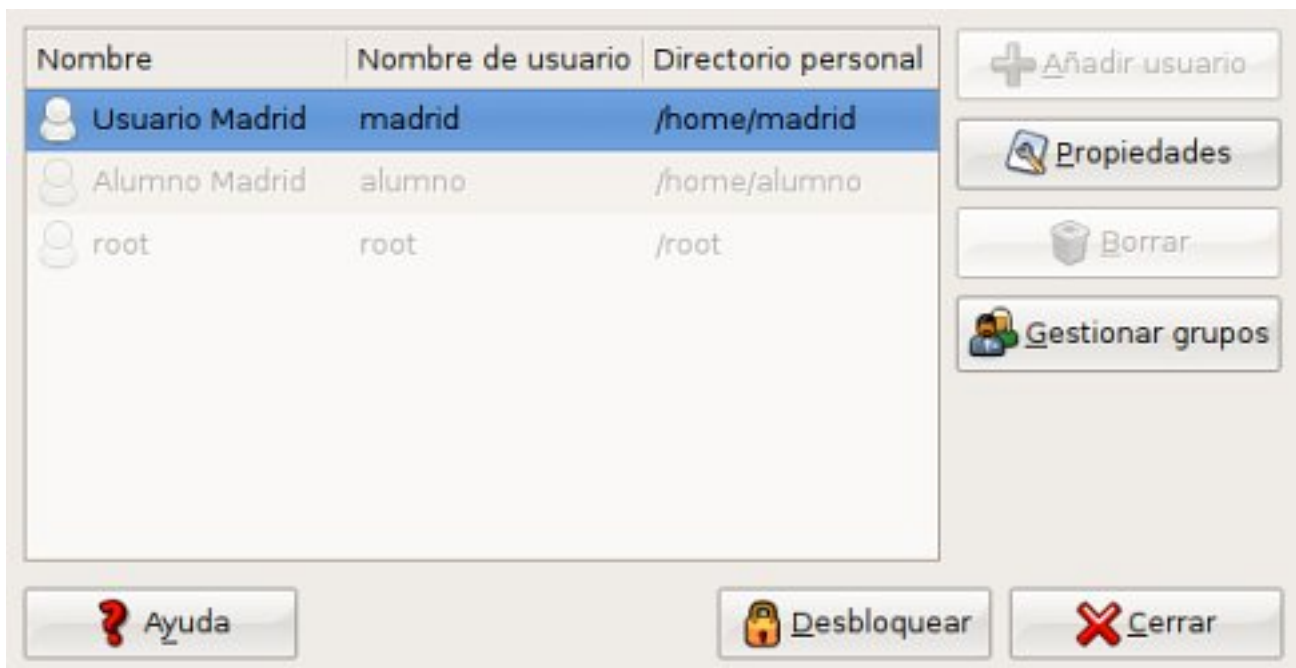 Nombre Nombre de usuario Directorio personal
Usuario Madrid madrid /home/madrid
Alumno Madrid alumno /home/alumno
root root /root
Añadir usuario
Propiedades
Borrar
Gestionar grupos
Ayuda Desbloquear Cerrar